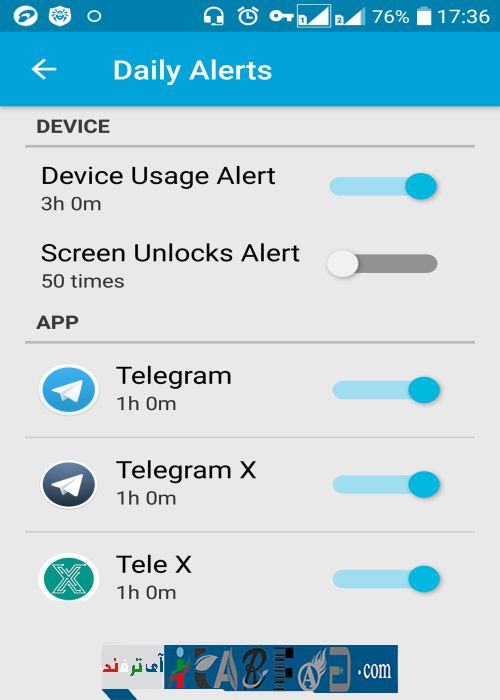 76% 17:36
Daily Alerts
DEVICE
Device Usage Alert
3h 0m
Screen Unlocks Alert
50 times
APP
Telegram
1h 0m
Telegram X
1h 0m
Tele X
1h 0m
آی ترفند
.com